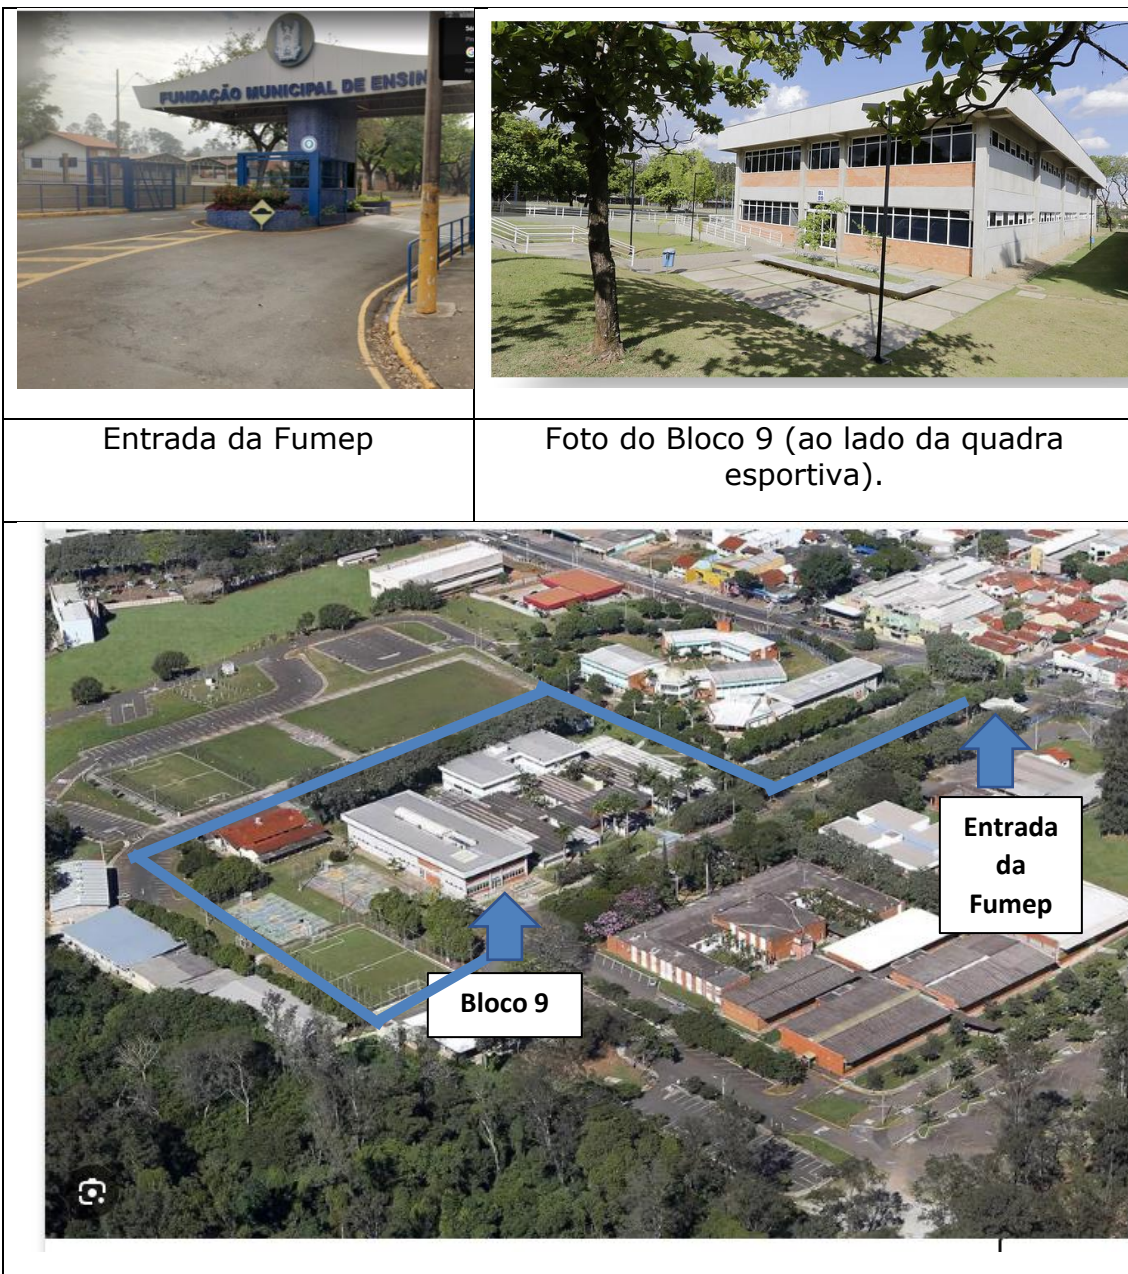 FUNDAÇÃO MUNICIPAL DE ENSIN
Entrada da Fumep
Foto do Bloco 9 (ao lado da quadra
esportiva).
Entrada
da
Fumep
Bloco 9